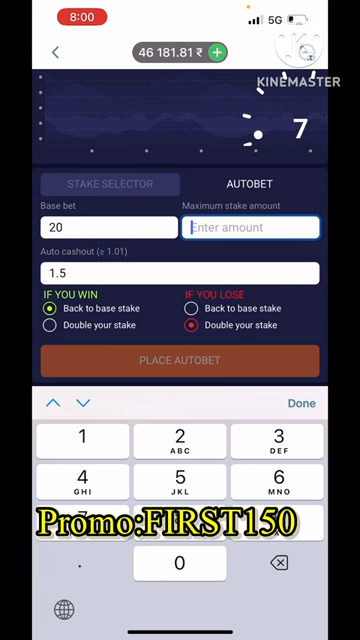 8:00
5G
46 181.81 ₹
KINEMASTER
7
STAKE SELECTOR
AUTOBET
Base bet
Maximum stake amount
20
Enter amount
Auto cashout (≥ 1.01)
1.5
IF YOU WIN
IF YOU LOSE
Back to base stake
Back to base stake
Double your stake
Double your stake
PLACE AUTOBET
Done
1
2
3
ABC
DEF
4
5
6
GHI
JKL
MNO
Promo:FIRST150
.
0